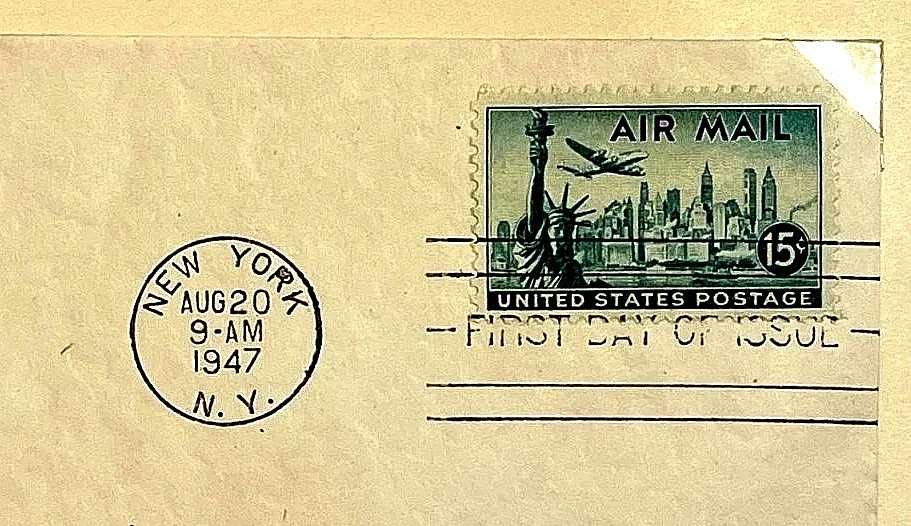 AIR MAIL
15¢
UNITED STATES POSTAGE
FIRST DAY OF ISSUE
NEW YORK
AUG 20
9-AM
1947
N. Y.